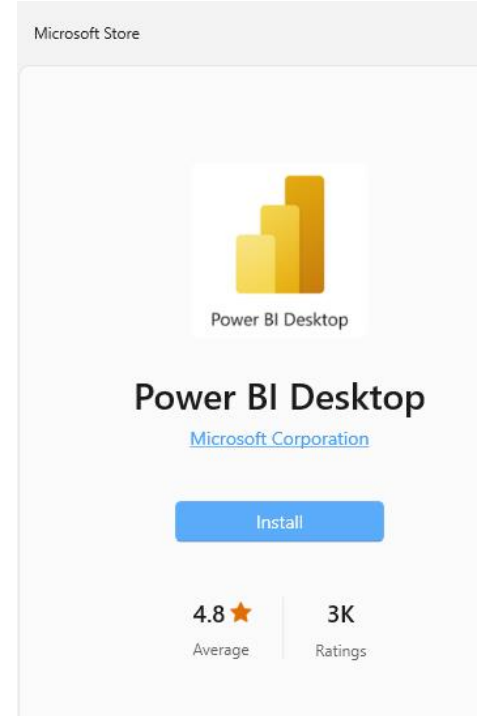 Microsoft Store
Power BI Desktop
Power BI Desktop
Microsoft Corporation
Install
4.8 3K
Average Ratings